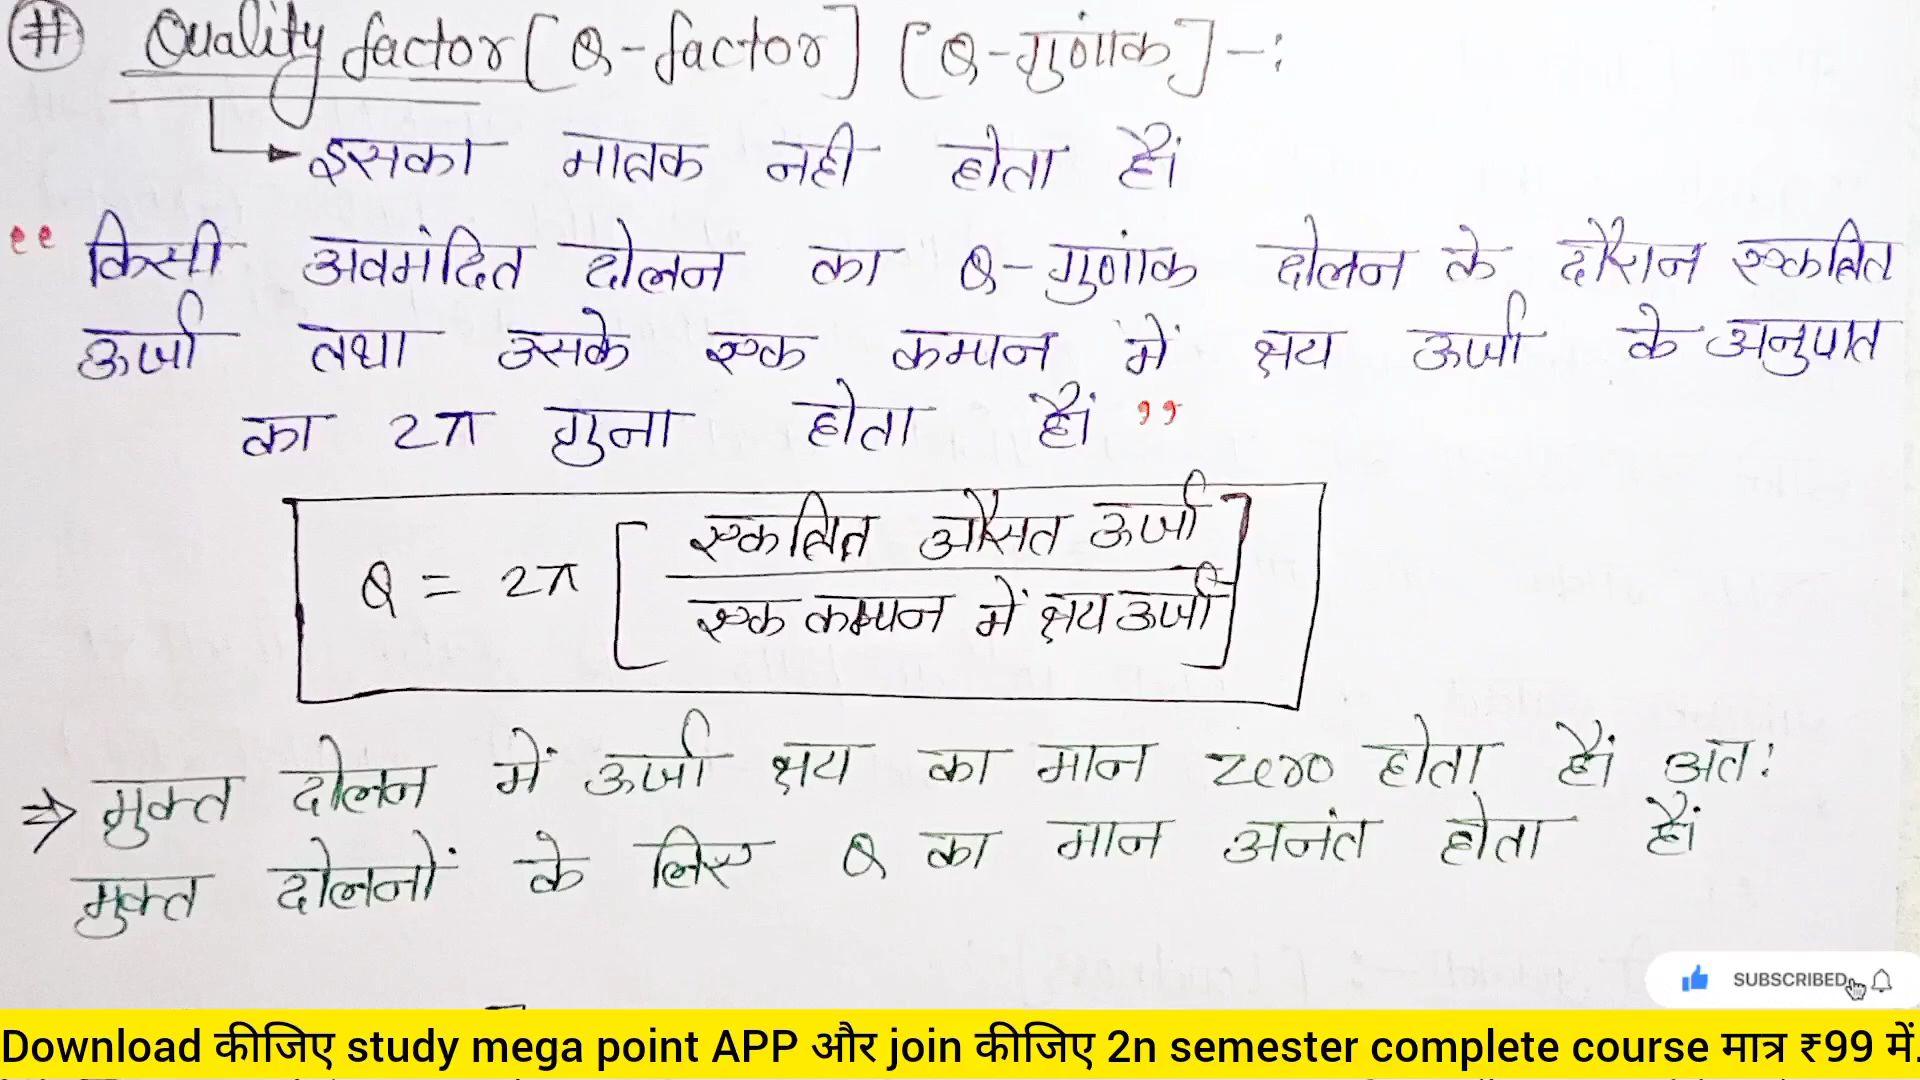 # Quality factor [Q-factor] [Q-गुणांक] -:
इसका मात्रक नही होता हैं
"किसी अवमंदित दोलन का Q-गुणांक दोलन के दौरान एकत्रित
ऊर्जा तथा उसके एक कम्पन में क्षय ऊर्जा के अनुपात
का 2π गुना होता हैं"
Q = 2π [एकत्रित औसत ऊर्जा
एक कम्पन में क्षय ऊर्जा]
⇒ मुक्त दोलन में ऊर्जा क्षय का मान zero होता हैं अत:
मुक्त दोलनों के लिए Q का मान अनंत होता हैं
SUBSCRIBED
Download कीजिए study mega point APP और join कीजिए 2n semester complete course मात्र ₹99 में.